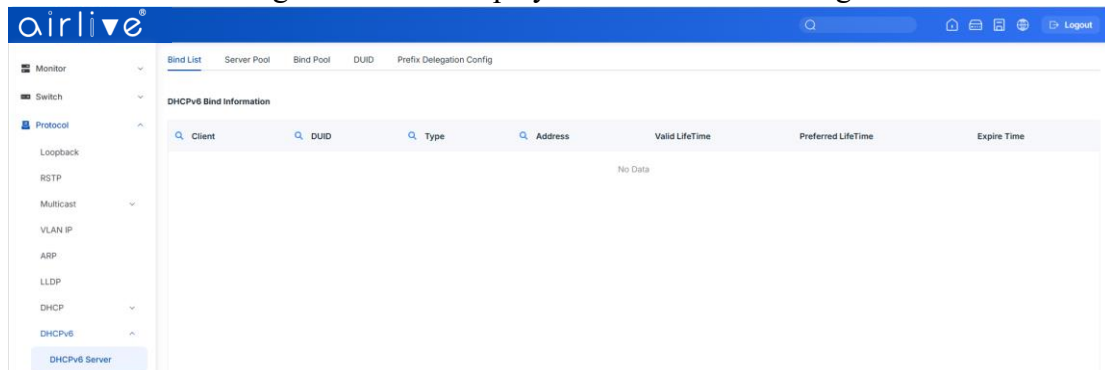 airlive®
Logout
Monitor
Switch
Protocol
Loopback
RSTP
Multicast
VLAN IP
ARP
LLDP
DHCP
DHCPv6
DHCPv6 Server
Bind List Server Pool Bind Pool DUID Prefix Delegation Config
DHCPv6 Bind Information
Client DUID Type Address Valid LifeTime Preferred LifeTime Expire Time
No Data